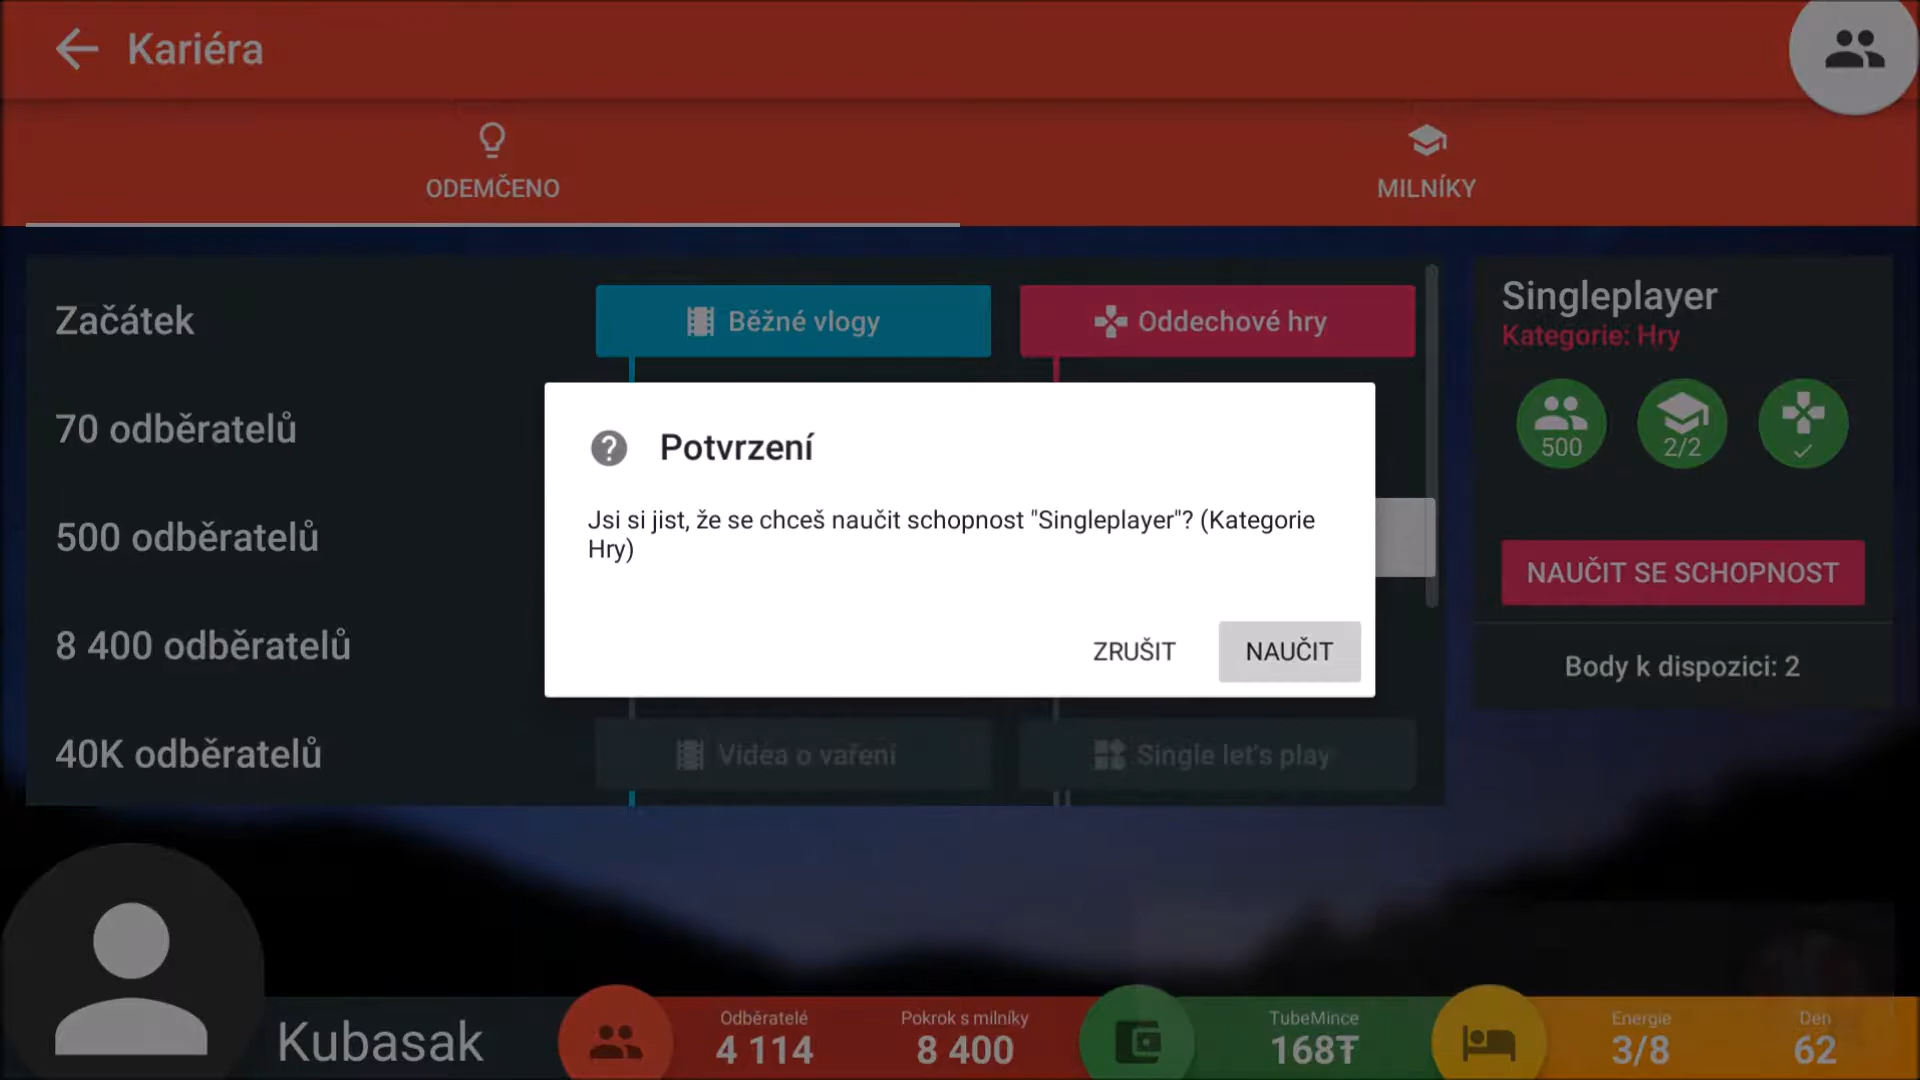 Kariéra
ODEMČENO
MILNÍKY
Začátek
Běžné vlogy
Oddechové hry
70 odběratelů
500 odběratelů
8 400 odběratelů
40K odběratelů
Videa o vaření
Single let's play
Singleplayer
Kategorie: Hry
500
2/2
NAUČIT SE SCHOPNOST
Body k dispozici: 2
Potvrzení
Jsi si jist, že se chceš naučit schopnost "Singleplayer"? (Kategorie
Hry)
ZRUŠIT
NAUČIT
Kubasak
Odběratelé
4 114
Pokrok s milníky
8 400
TubeMince
168Ŧ
Energie
3/8
Den
62